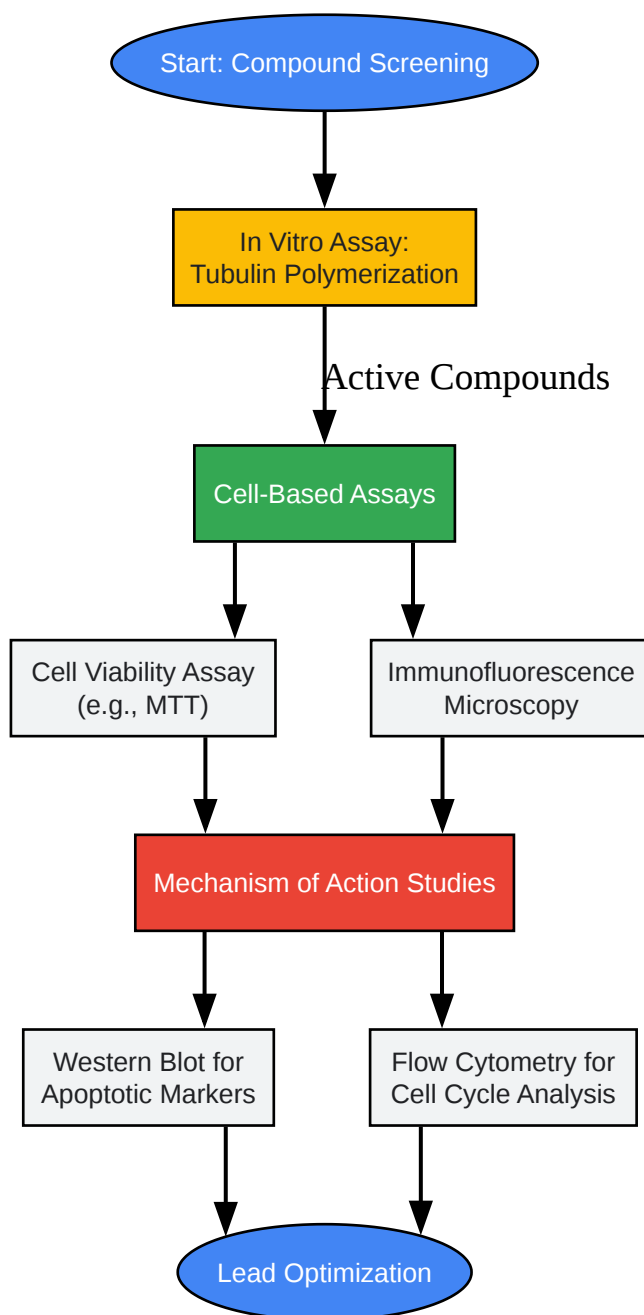 Start: Compound Screening
In Vitro Assay:
Tubulin Polymerization
Active Compounds
Cell-Based Assays
Cell Viability Assay
(e.g., MTT)
Immunofluorescence
Microscopy
Mechanism of Action Studies
Western Blot for
Apoptotic Markers
Flow Cytometry for
Cell Cycle Analysis
Lead Optimization